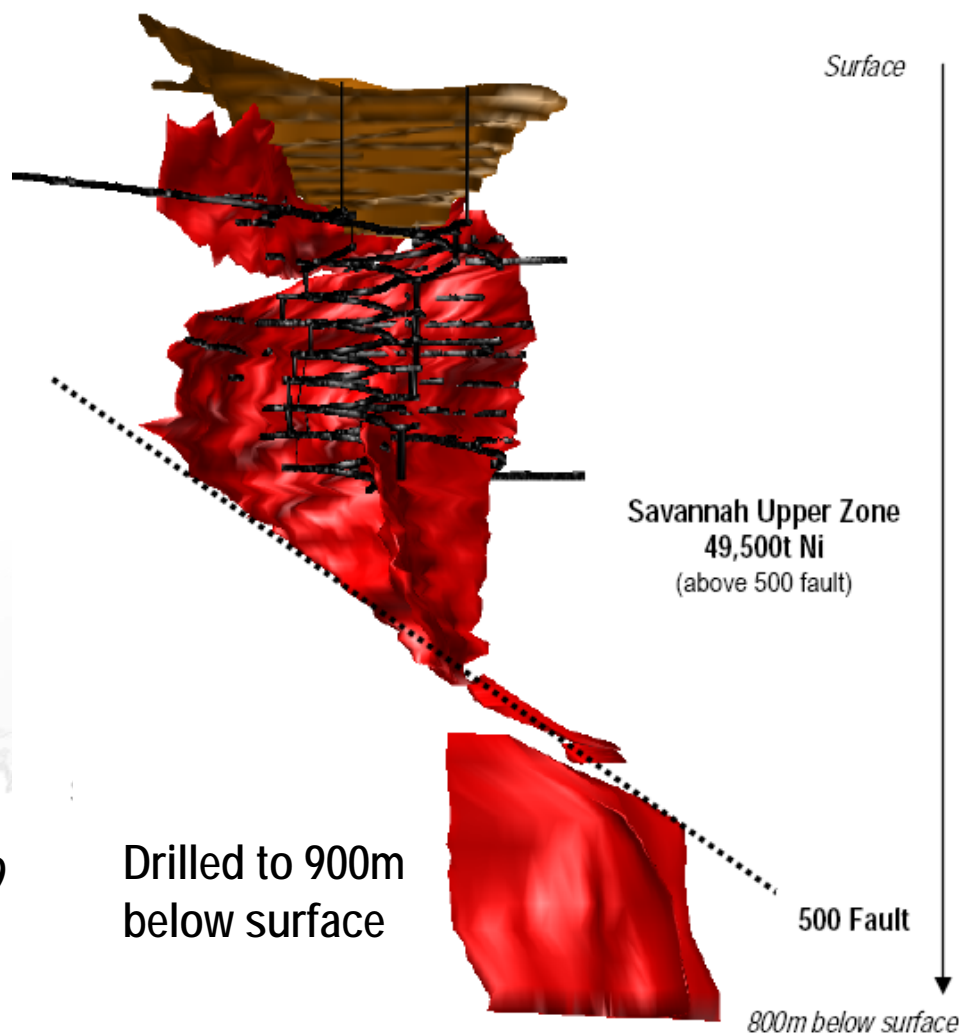 Surface
Savannah Upper Zone
49,500t Ni
(above 500 fault)
Drilled to 900m
below surface
500 Fault
800m below surface